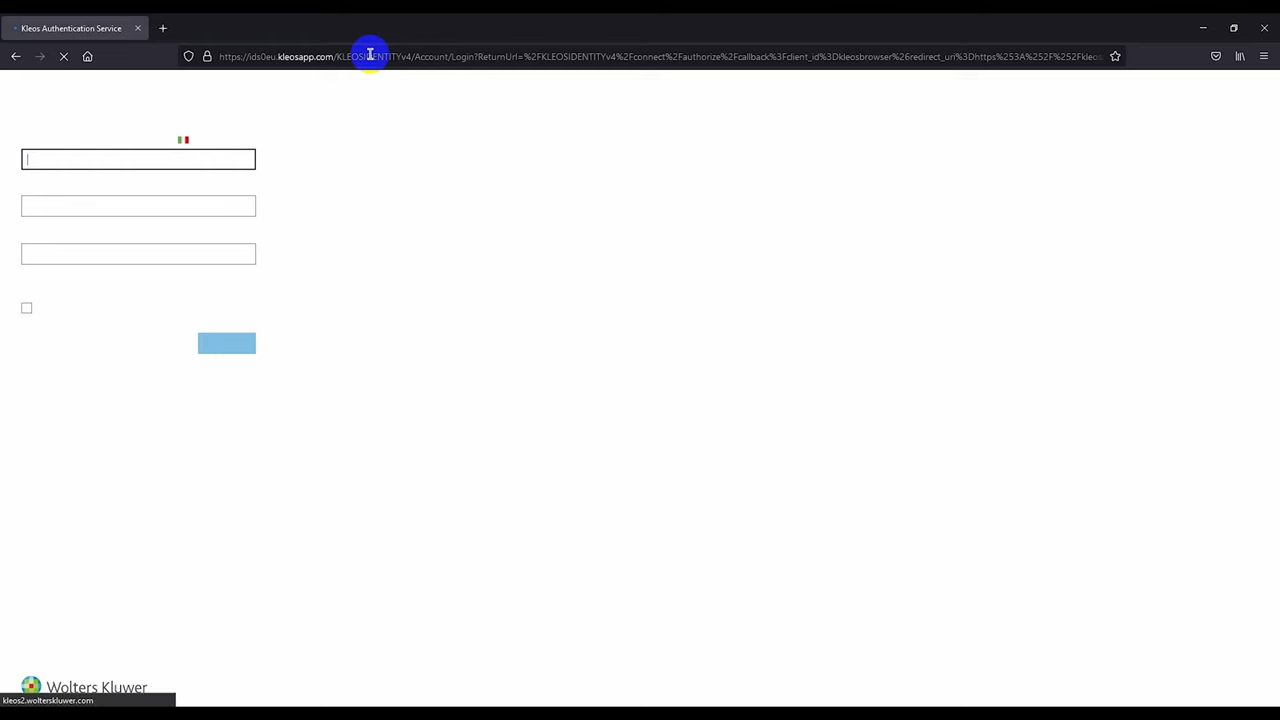 Kleos Authentication Service
https://ids0eu.kleosapp.com/KLEOSIDENTITYv4/Account/Login?ReturnUrl=%2FKLEOSIDENTITYv4%2Fconnect%2Fauthorize%2Fcallback%3Fclient_id%3Dkleosbrowser%26redirect_uri%3Dhttps%253A%252F%252Fkleos
Wolters Kluwer
kleos2.wolterskluwer.com